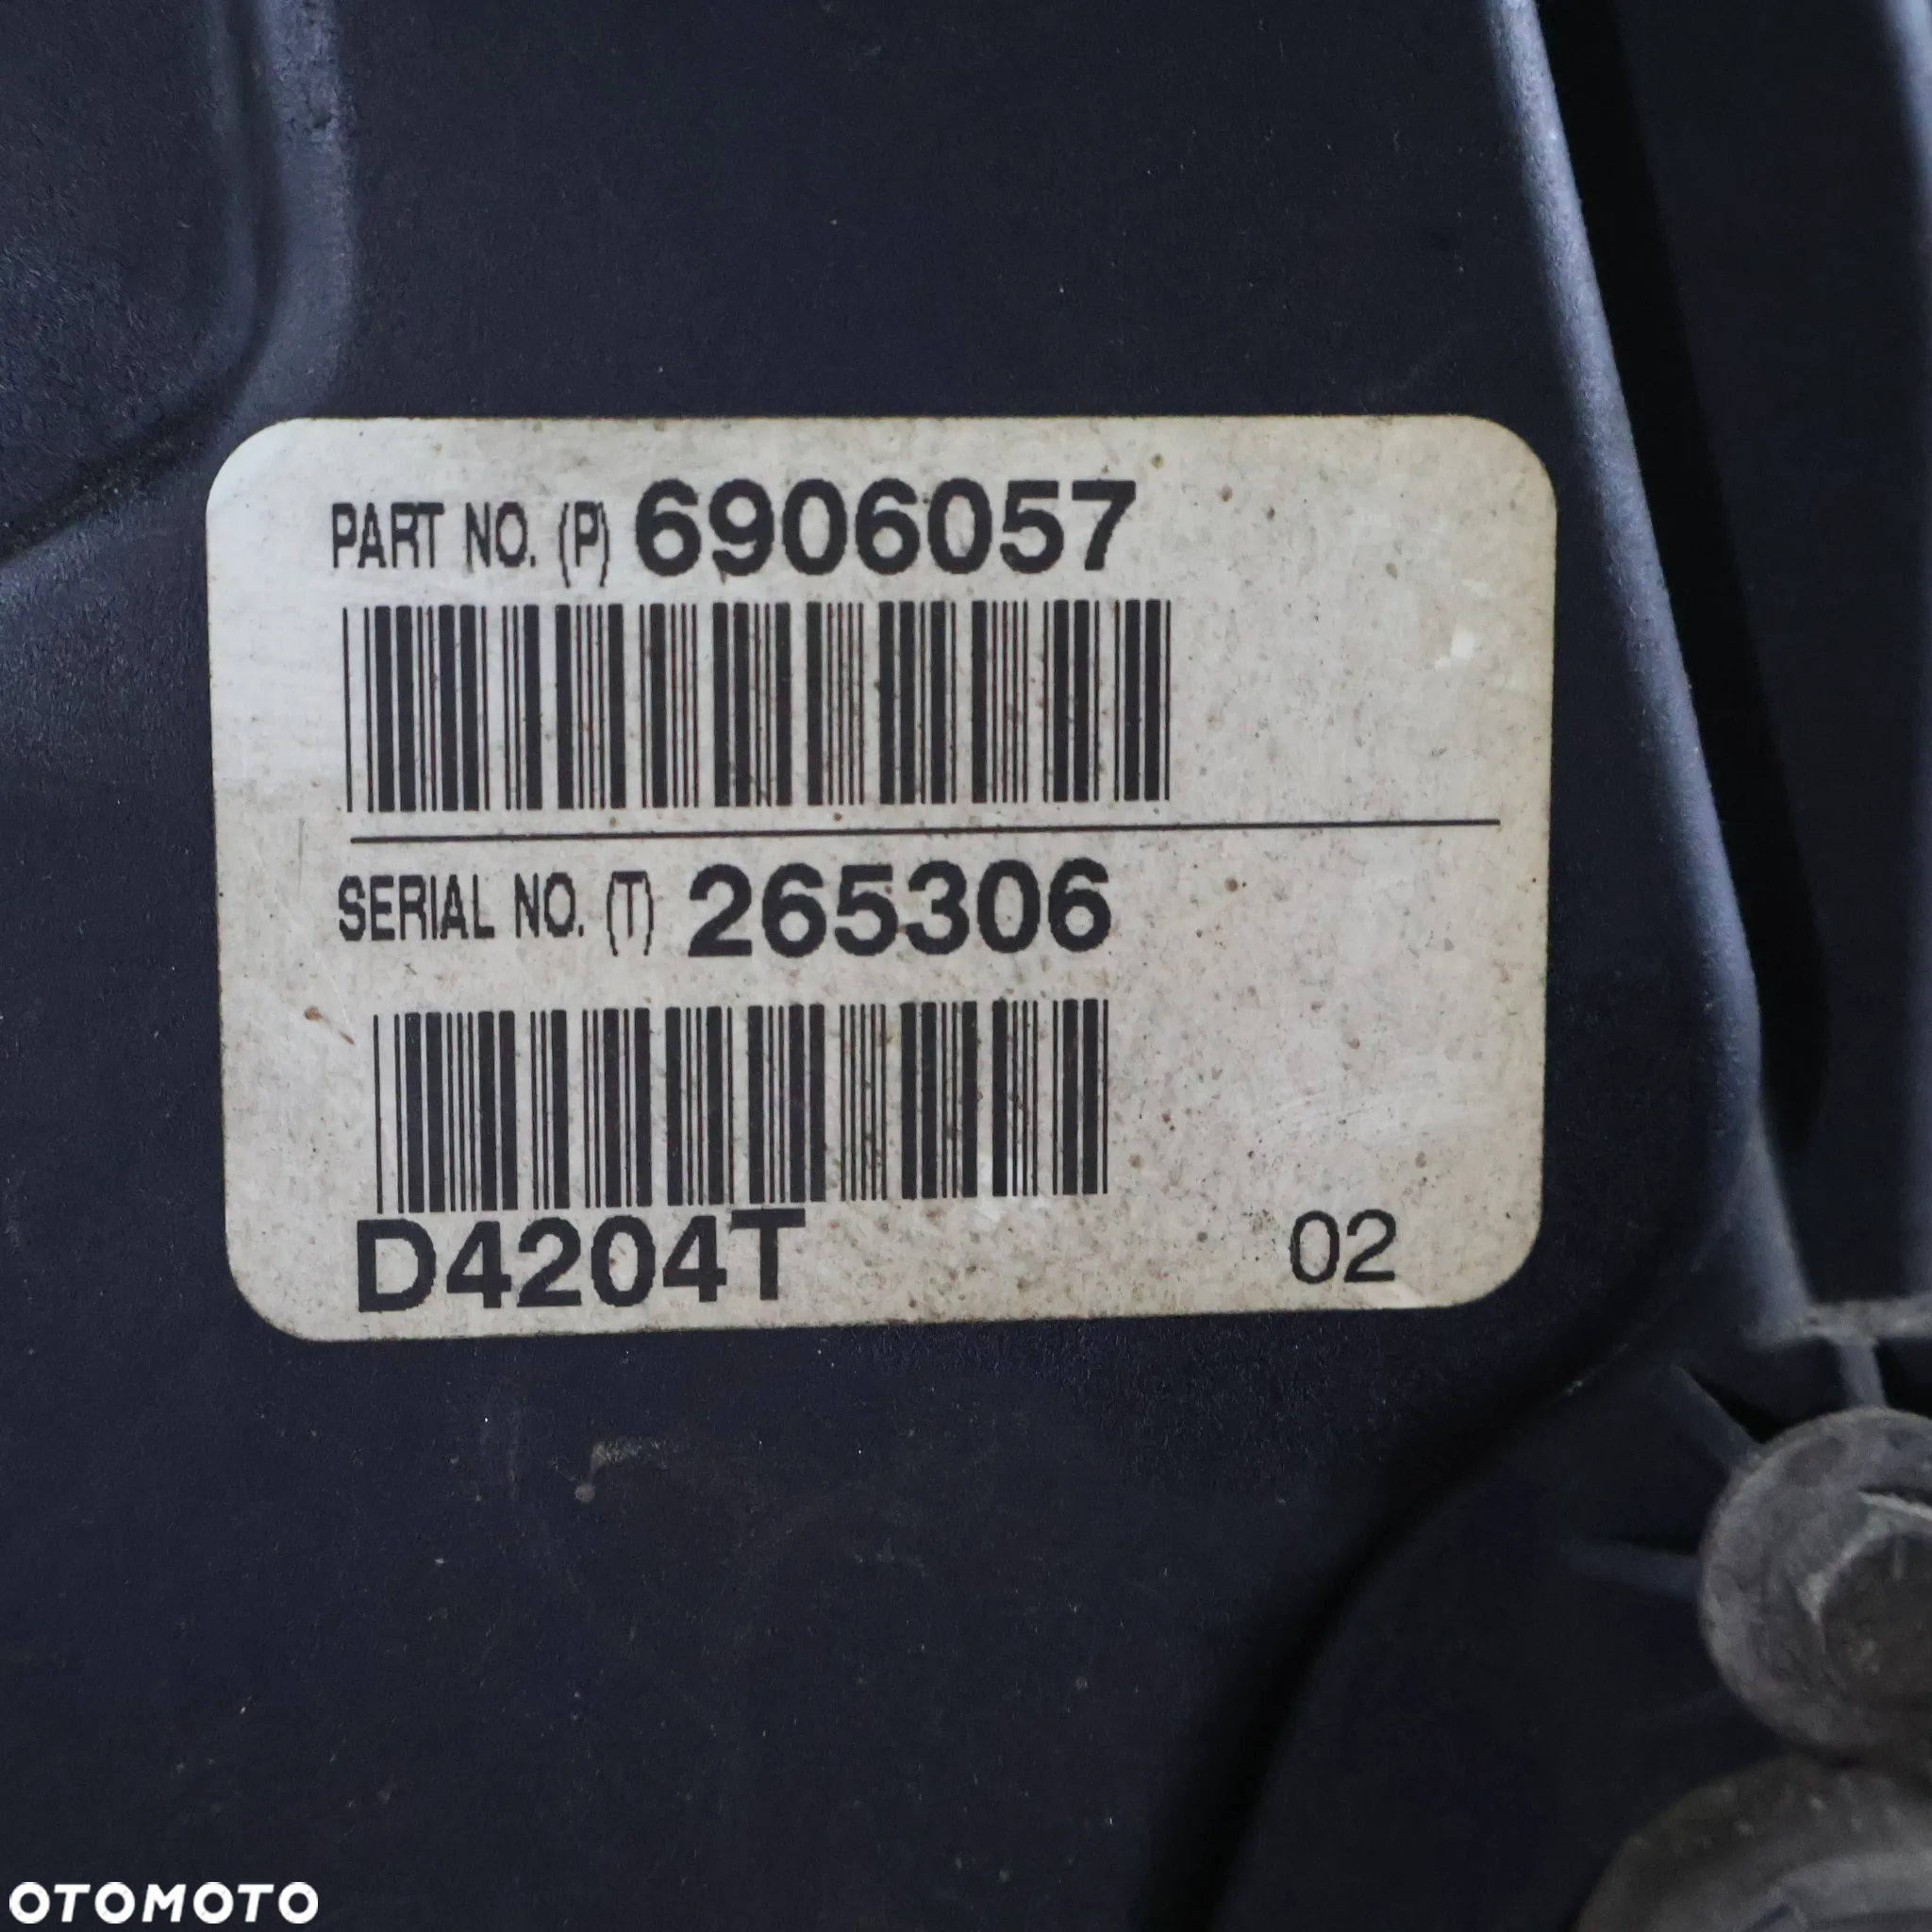 PART NO. (P) 6906057
SERIAL NO. (T) 265306
D4204T 02
OTOMOTO